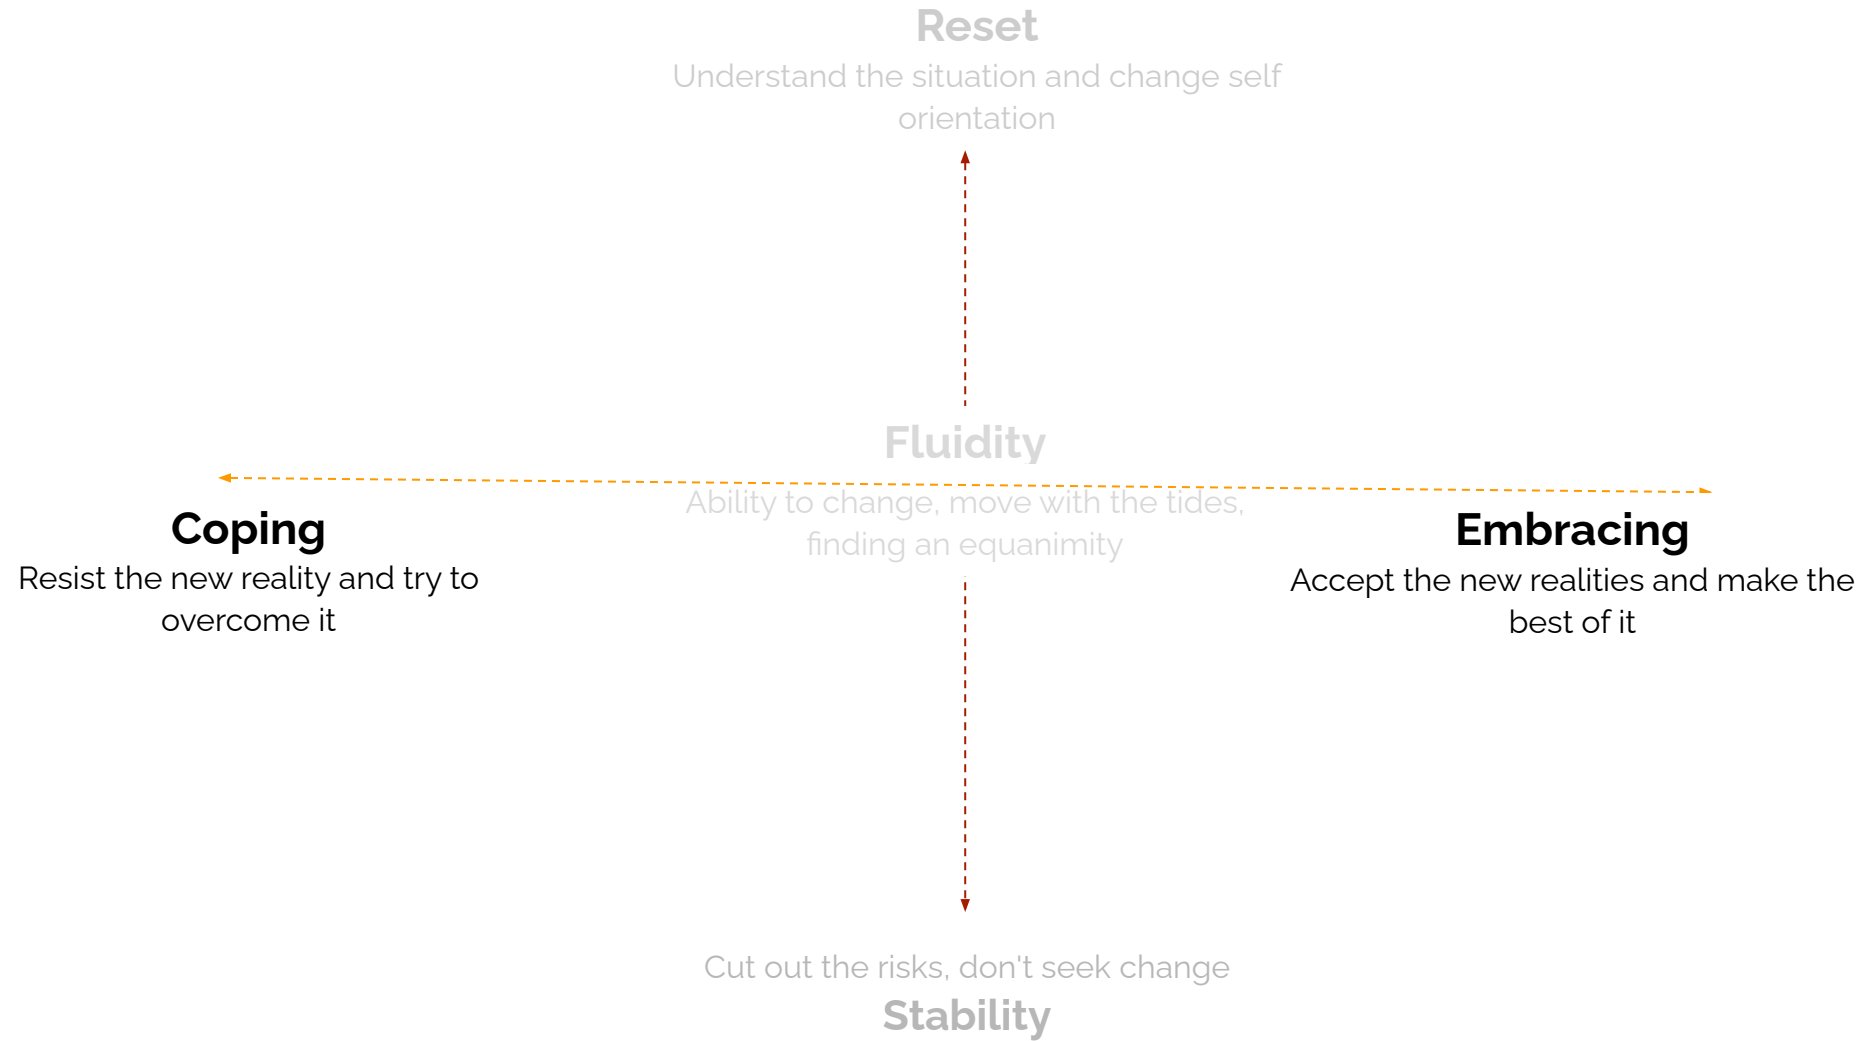 Reset
Understand the situation and change self
orientation
Fluidity
Ability to change, move with the tides,
finding an equanimity
Coping
Resist the new reality and try to
overcome it
Embracing
Accept the new realities and make the
best of it
Cut out the risks, don't seek change
Stability